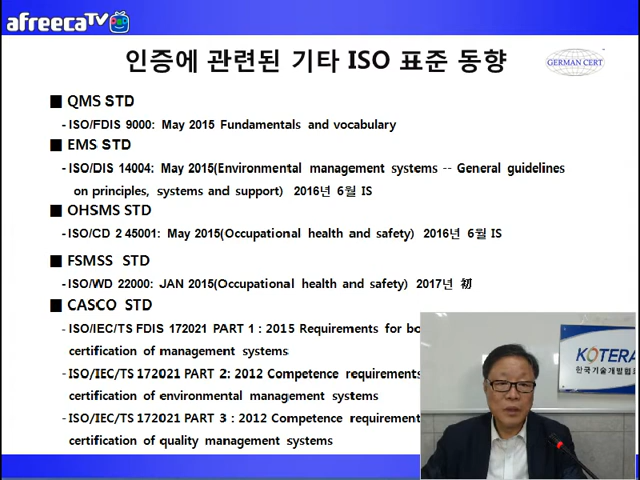 afreecaTV
인증에 관련된 기타 ISO 표준 동향
GERMAN CERT
■ QMS STD
- ISO/FDIS 9000: May 2015 Fundamentals and vocabulary
■ EMS STD
- ISO/DIS 14004: May 2015(Environmental management systems -- General guidelines
on principles, systems and support) 2016년 6월 IS
■ OHSMS STD
- ISO/CD 2 45001: May 2015(Occupational health and safety) 2016년 6월 IS
■ FSMSS STD
- ISO/WD 22000: JAN 2015(Occupational health and safety) 2017년 初
■ CASCO STD
- ISO/IEC/TS FDIS 172021 PART 1 : 2015 Requirements for bo
certification of management systems
- ISO/IEC/TS 172021 PART 2: 2012 Competence requirements
certification of environmental management systems
- ISO/IEC/TS 172021 PART 3 : 2012 Competence requirement
certification of quality management systems
KOTERA
한국기술개발협회